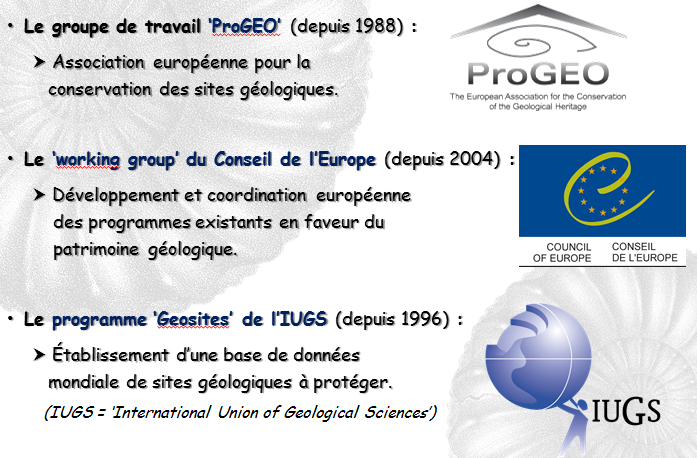 • Le groupe de travail ‘ProGEO’ (depuis 1988) :
➢ Association européenne pour la
conservation des sites géologiques.
ProGEO
The European Association for the Conservation
of the Geological Heritage
• Le ‘working group’ du Conseil de l’Europe (depuis 2004) :
➢ Développement et coordination européenne
des programmes existants en faveur du
patrimoine géologique.
COUNCIL OF EUROPE
CONSEIL DE L'EUROPE
• Le programme ‘Geosites’ de l’IUGS (depuis 1996) :
➢ Établissement d’une base de données
mondiale de sites géologiques à protéger.
(IUGS = ‘International Union of Geological Sciences’)
IUGS